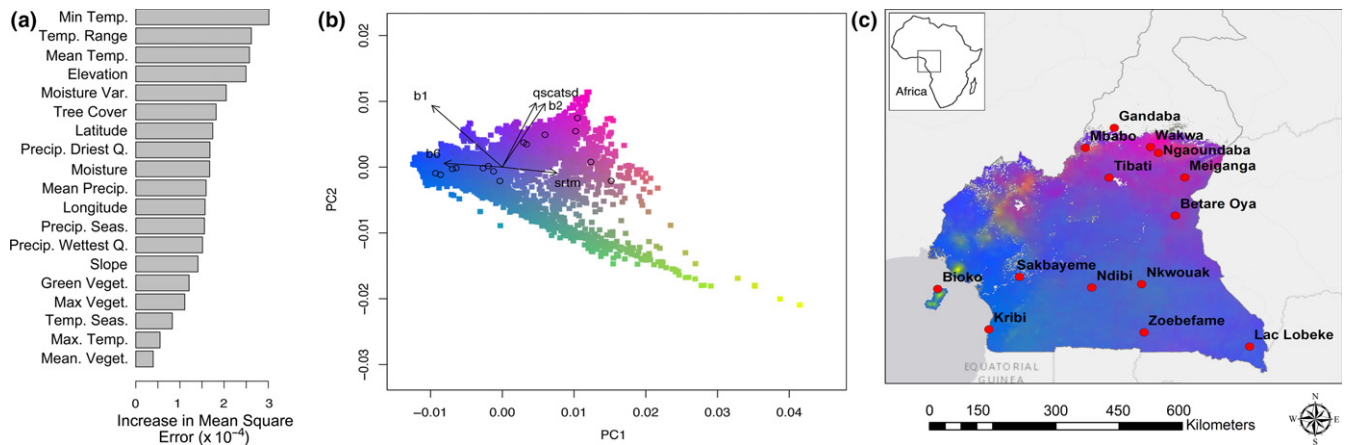 (a)
Min Temp.
Temp. Range
Mean Temp.
Elevation
Moisture Var.
Tree Cover
Latitude
Precip. Driest Q.
Moisture
Mean Precip.
Longitude
Precip. Seas.
Precip. Wettest Q.
Slope
Green Veget.
Max Veget.
Temp. Seas.
Max. Temp.
Mean. Veget.
0 1 2 3
Increase in Mean Square
Error (x 10⁻⁴)
(b)
PC2
0.02
0.01
0.00
−0.01
−0.02
−0.03
b1
qscatsd
b2
b6
srtm
−0.01 0.00 0.01 0.02 0.03 0.04
PC1
(c)
Africa
Gandaba
Mbabo
Wakwa
Ngaoundaba
Tibati
Meiganga
Betare Oya
Sakbayeme
Bioko
Ndibi
Nkwouak
Kribi
Zoebefame
Lac Lobeke
EQUATORIAL
GUINEA
0 150 300 450 600
Kilometers
N
W E
S